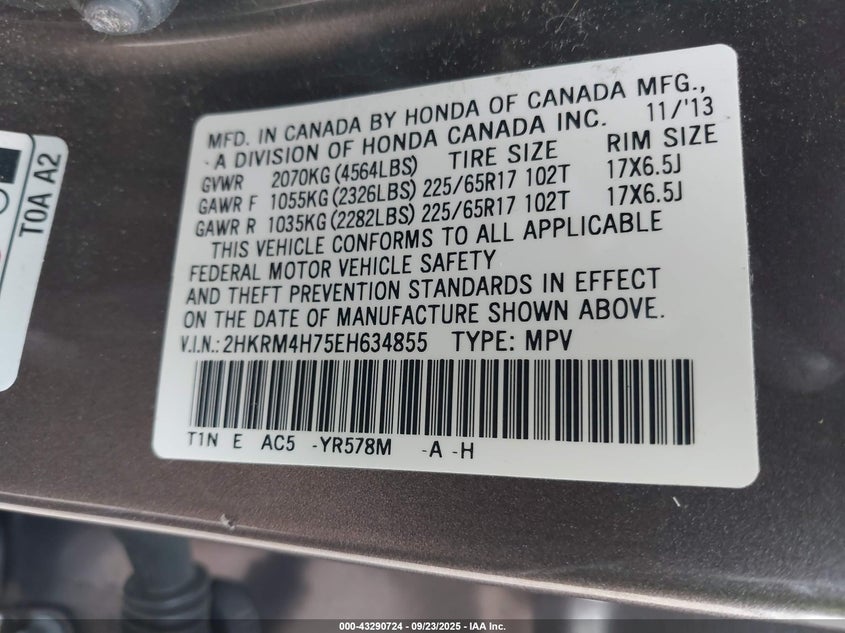 MFD. IN CANADA BY HONDA OF CANADA MFG.,
- A DIVISION OF HONDA CANADA INC. 11/'13
GVWR 2070KG (4564LBS) TIRE SIZE RIM SIZE
GAWR F 1055KG (2326LBS) 225/65R17 102T 17X6.5J
GAWR R 1035KG (2282LBS) 225/65R17 102T 17X6.5J
THIS VEHICLE CONFORMS TO ALL APPLICABLE
FEDERAL MOTOR VEHICLE SAFETY
AND THEFT PREVENTION STANDARDS IN EFFECT
ON THE DATE OF MANUFACTURE SHOWN ABOVE.
V.I.N.: 2HKRM4H75EH634855 TYPE: MPV
T1N E AC5 -YR578M -A -H
T0A A2
000-43290724 - 09/23/2025 - IAA Inc.